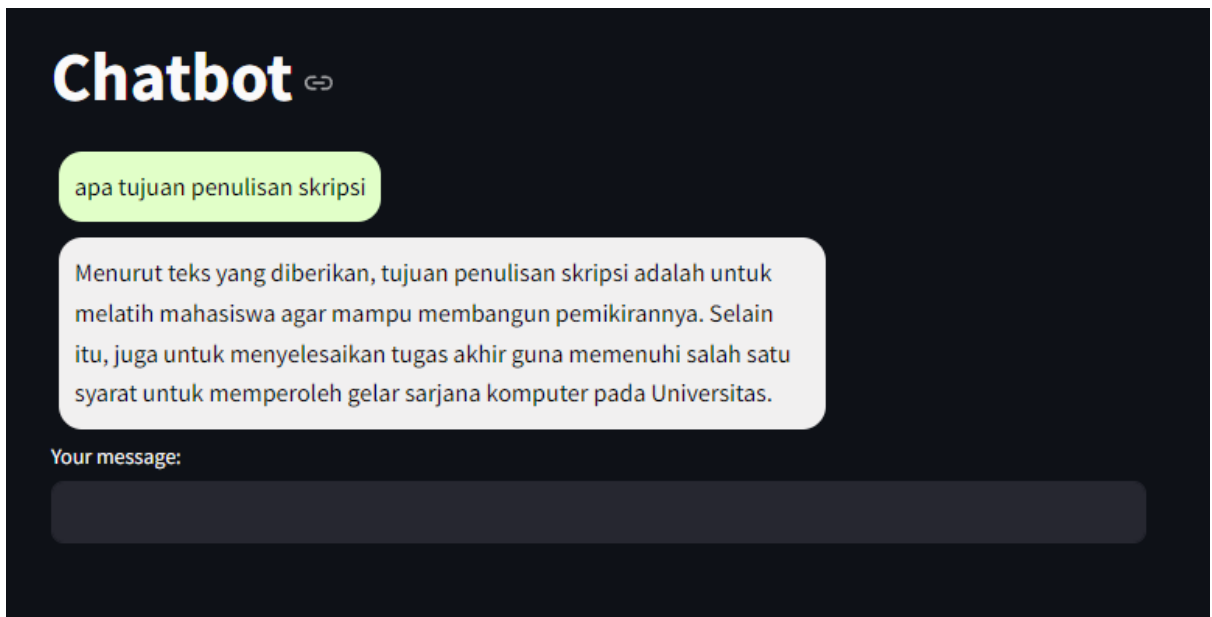 Chatbot
apa tujuan penulisan skripsi
Menurut teks yang diberikan, tujuan penulisan skripsi adalah untuk
melatih mahasiswa agar mampu membangun pemikirannya. Selain
itu, juga untuk menyelesaikan tugas akhir guna memenuhi salah satu
syarat untuk memperoleh gelar sarjana komputer pada Universitas.
Your message: